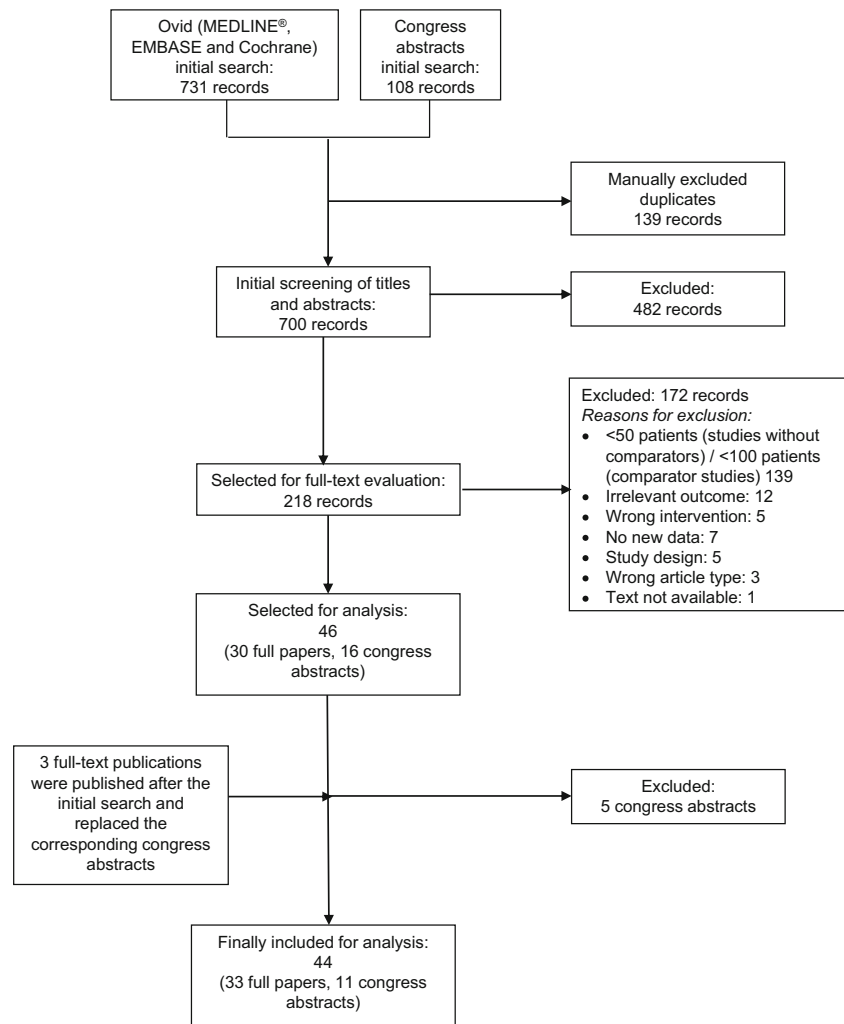 Ovid (MEDLINE®,
EMBASE and Cochrane)
initial search:
731 records
Congress
abstracts
initial search:
108 records
Manually excluded
duplicates
139 records
Initial screening of titles
and abstracts:
700 records
Excluded:
482 records
Excluded: 172 records
Reasons for exclusion:
• <50 patients (studies without
comparators) / <100 patients
(comparator studies) 139
• Irrelevant outcome: 12
• Wrong intervention: 5
• No new data: 7
• Study design: 5
• Wrong article type: 3
• Text not available: 1
Selected for full-text evaluation:
218 records
Selected for analysis:
46
(30 full papers, 16 congress
abstracts)
3 full-text publications
were published after the
initial search and
replaced the
corresponding congress
abstracts
Excluded:
5 congress abstracts
Finally included for analysis:
44
(33 full papers, 11 congress
abstracts)